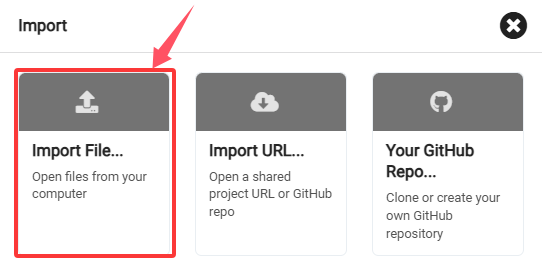 Import
Import File...
Open files from your
computer
Import URL...
Open a shared
project URL or GitHub
repo
Your GitHub
Repo...
Clone or create your
own GitHub
repository